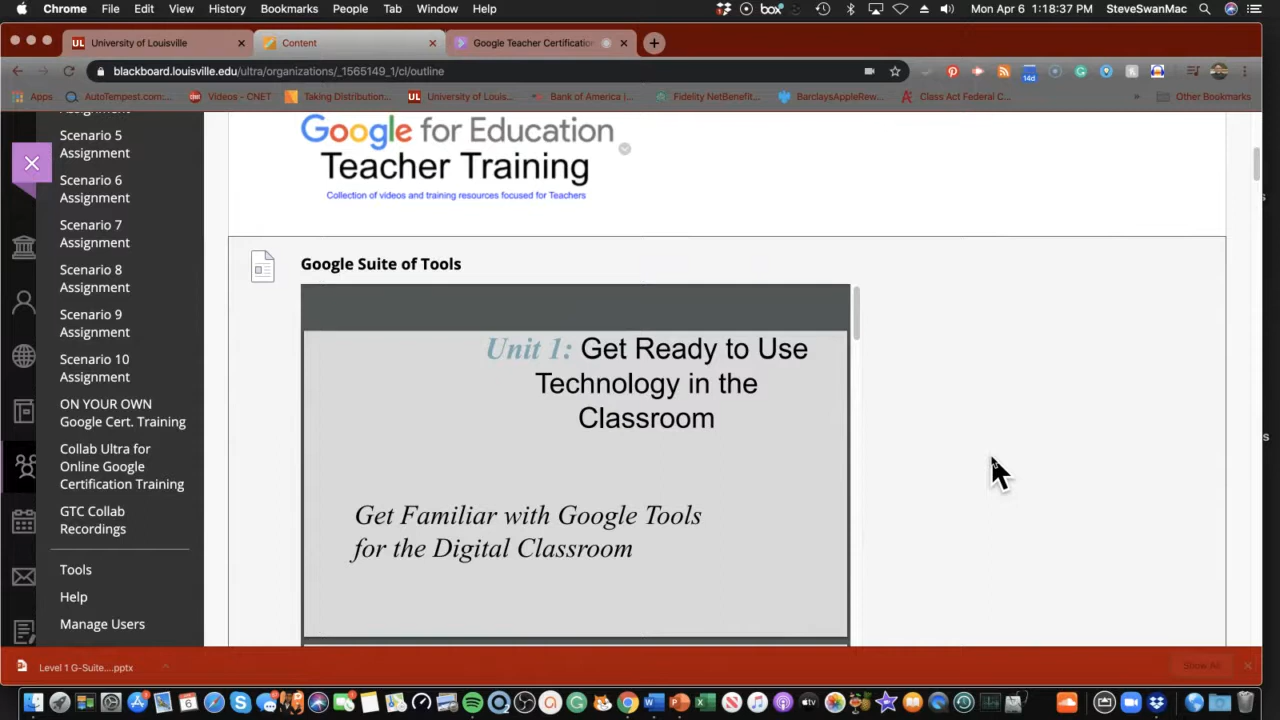 Chrome File Edit View History Bookmarks People Tab Window Help box Mon Apr 6 1:18:37 PM SteveSwanMac
University of Louisville Content Google Teacher Certification
blackboard.louisville.edu/ultra/organizations/_1565149_1/cl/outline 14d
Apps AutoTempest.com:... Videos - CNET Taking Distribution... University of Louis... Bank of America |... Fidelity NetBenefit... BarclaysAppleRew... Class Act Federal C... » Other Bookmarks
Scenario 5
Assignment
Scenario 6
Assignment
Scenario 7
Assignment
Scenario 8
Assignment
Scenario 9
Assignment
Scenario 10
Assignment
ON YOUR OWN
Google Cert. Training
Collab Ultra for
Online Google
Certification Training
GTC Collab
Recordings
Tools
Help
Manage Users
Google for Education
Teacher Training
Collection of videos and training resources focused for Teachers
Google Suite of Tools
Unit 1: Get Ready to Use
Technology in the
Classroom
Get Familiar with Google Tools
for the Digital Classroom
Level 1 G-Suite....pptx
Show All